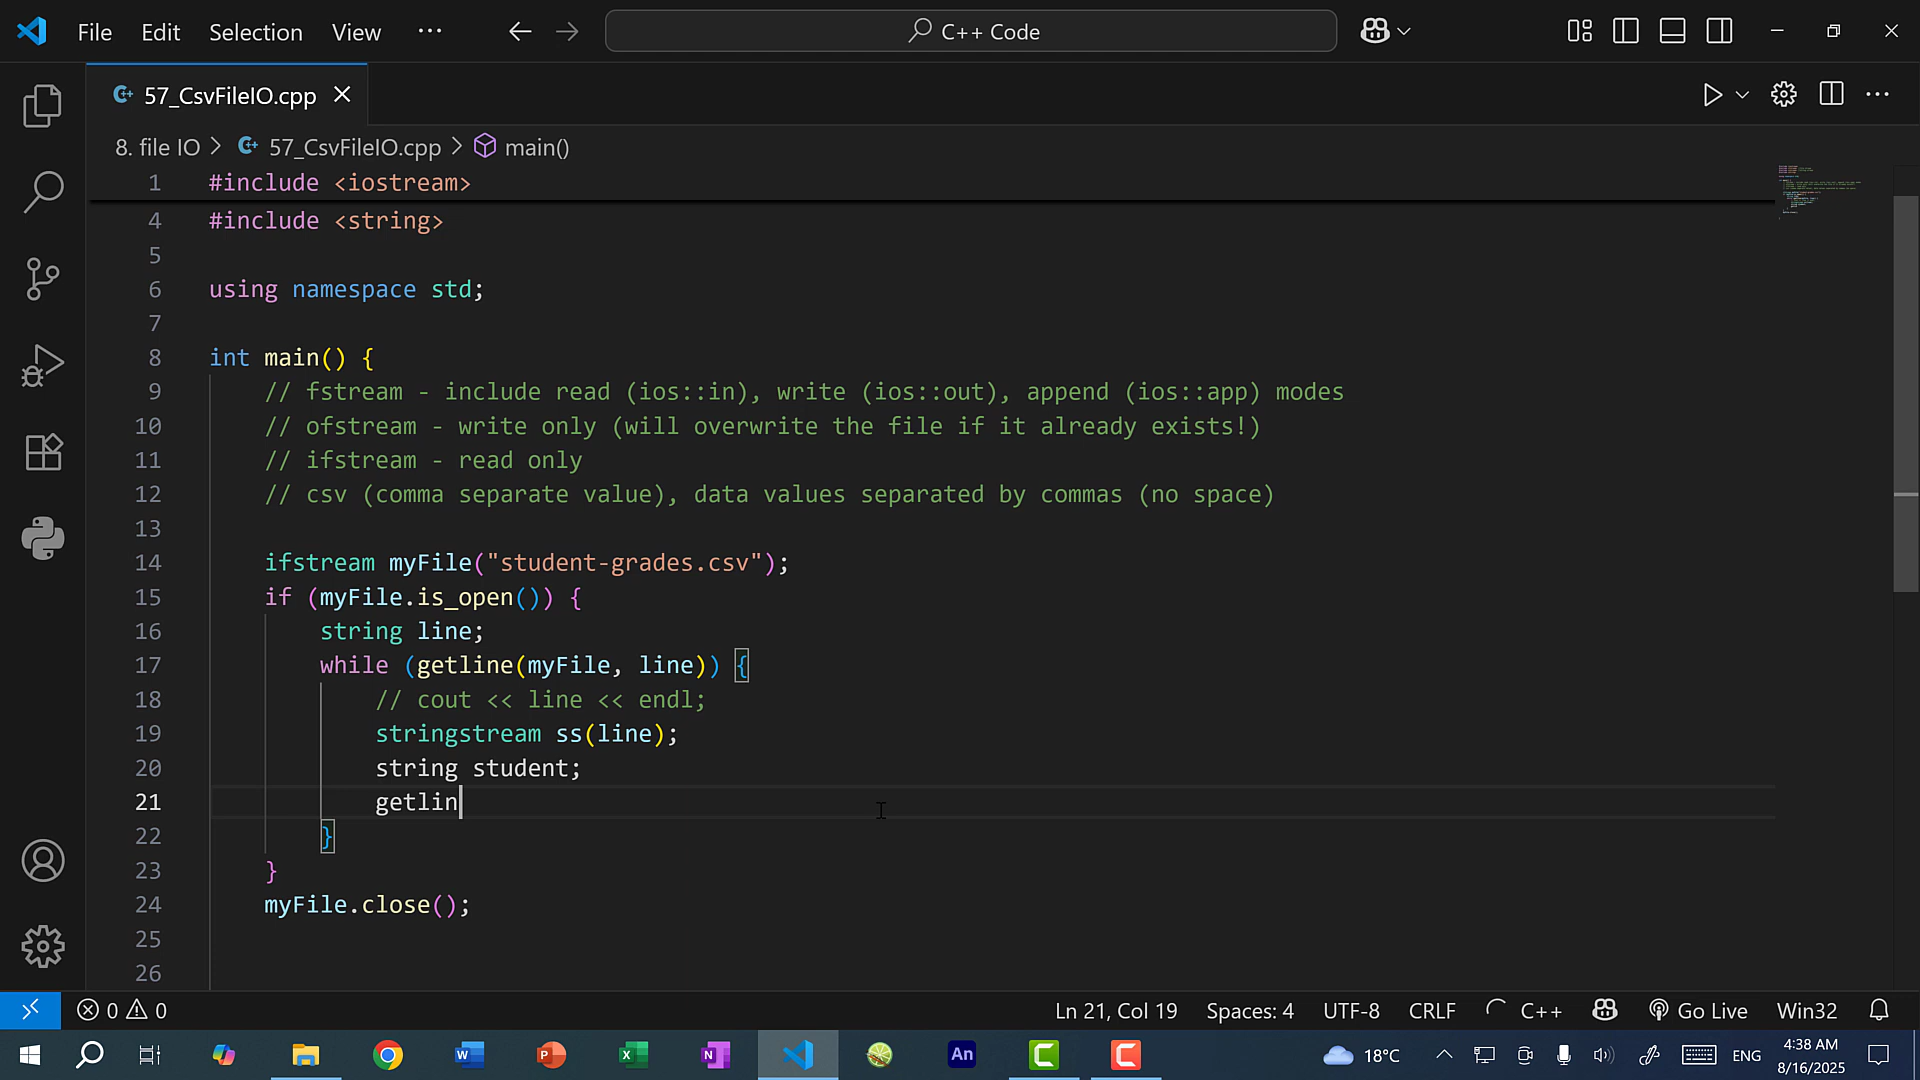 File Edit Selection View ··· C++ Code
57_CsvFileIO.cpp
8. file IO > 57_CsvFileIO.cpp > main()
1 #include <iostream>
4 #include <string>
5
6 using namespace std;
7
8 int main() {
9 // fstream - include read (ios::in), write (ios::out), append (ios::app) modes
10 // ofstream - write only (will overwrite the file if it already exists!)
11 // ifstream - read only
12 // csv (comma separate value), data values separated by commas (no space)
13
14 ifstream myFile("student-grades.csv");
15 if (myFile.is_open()) {
16 string line;
17 while (getline(myFile, line)) {
18 // cout << line << endl;
19 stringstream ss(line);
20 string student;
21 getlin
22 }
23 }
24 myFile.close();
25
26
0 0 Ln 21, Col 19 Spaces: 4 UTF-8 CRLF C++ Go Live Win32
18°C ENG 4:38 AM
8/16/2025